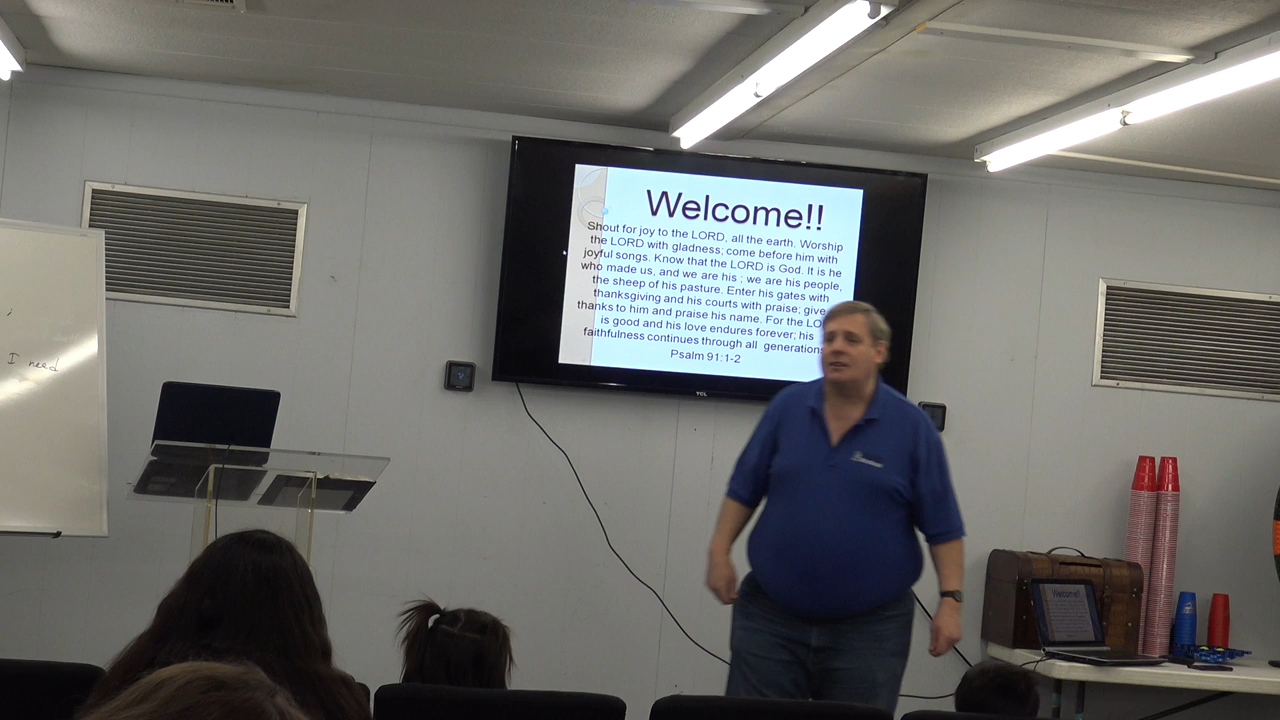 Welcome!!
Shout for joy to the LORD, all the earth. Worship
the LORD with gladness; come before him with
joyful songs. Know that the LORD is God. It is he
who made us, and we are his ; we are his people,
the sheep of his pasture. Enter his gates with
thanksgiving and his courts with praise; give
thanks to him and praise his name. For the LO
is good and his love endures forever; his
faithfulness continues through all generations
Psalm 91:1-2
TCL
I need
Welcome!!